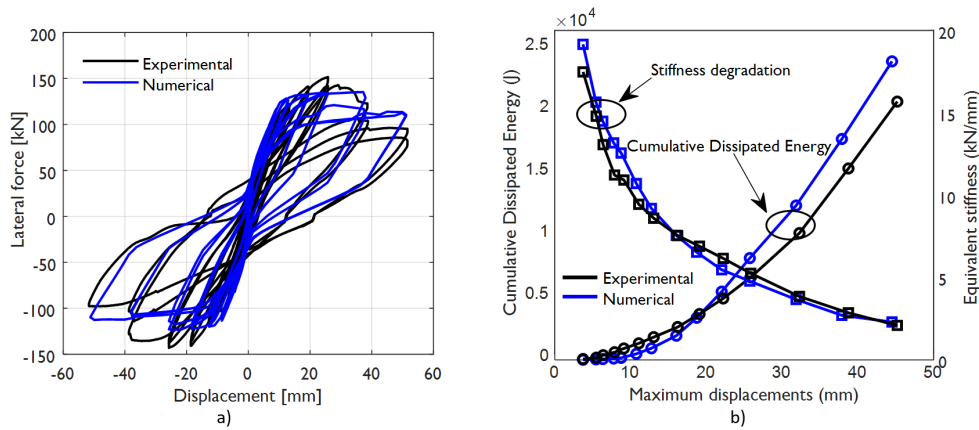 200
150
100
50
0
-50
-100
-150
-60
-40
-20
0
20
40
60
Lateral force [kN]
Displacement [mm]
Experimental
Numerical
a)
×10⁴
2.5
2
1.5
1
0.5
0
Cumulative Dissipated Energy (J)
Stiffness degradation
Cumulative Dissipated Energy
Experimental
Numerical
20
15
10
5
0
Equivalent stiffness (kN/mm)
0
10
20
30
40
50
Maximum displacements (mm)
b)